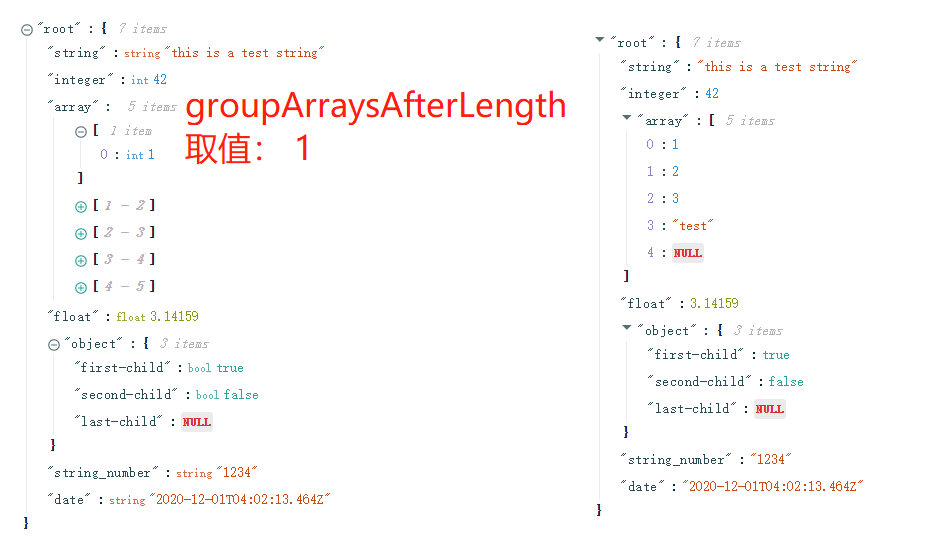 "root" : { 7 items
"string" : string "this is a test string"
"integer" : int 42
"array" : 5 items
[ 1 item
0 : int 1
]
[ 1 - 2 ]
[ 2 - 3 ]
[ 3 - 4 ]
[ 4 - 5 ]
"float" : float 3.14159
"object" : { 3 items
"first-child" : bool true
"second-child" : bool false
"last-child" : NULL
}
"string_number" : string "1234"
"date" : string "2020-12-01T04:02:13.464Z"
}
groupArraysAfterLength
取值： 1
"root" : { 7 items
"string" : "this is a test string"
"integer" : 42
"array" : [ 5 items
0 : 1
1 : 2
2 : 3
3 : "test"
4 : NULL
]
"float" : 3.14159
"object" : { 3 items
"first-child" : true
"second-child" : false
"last-child" : NULL
}
"string_number" : "1234"
"date" : "2020-12-01T04:02:13.464Z"
}